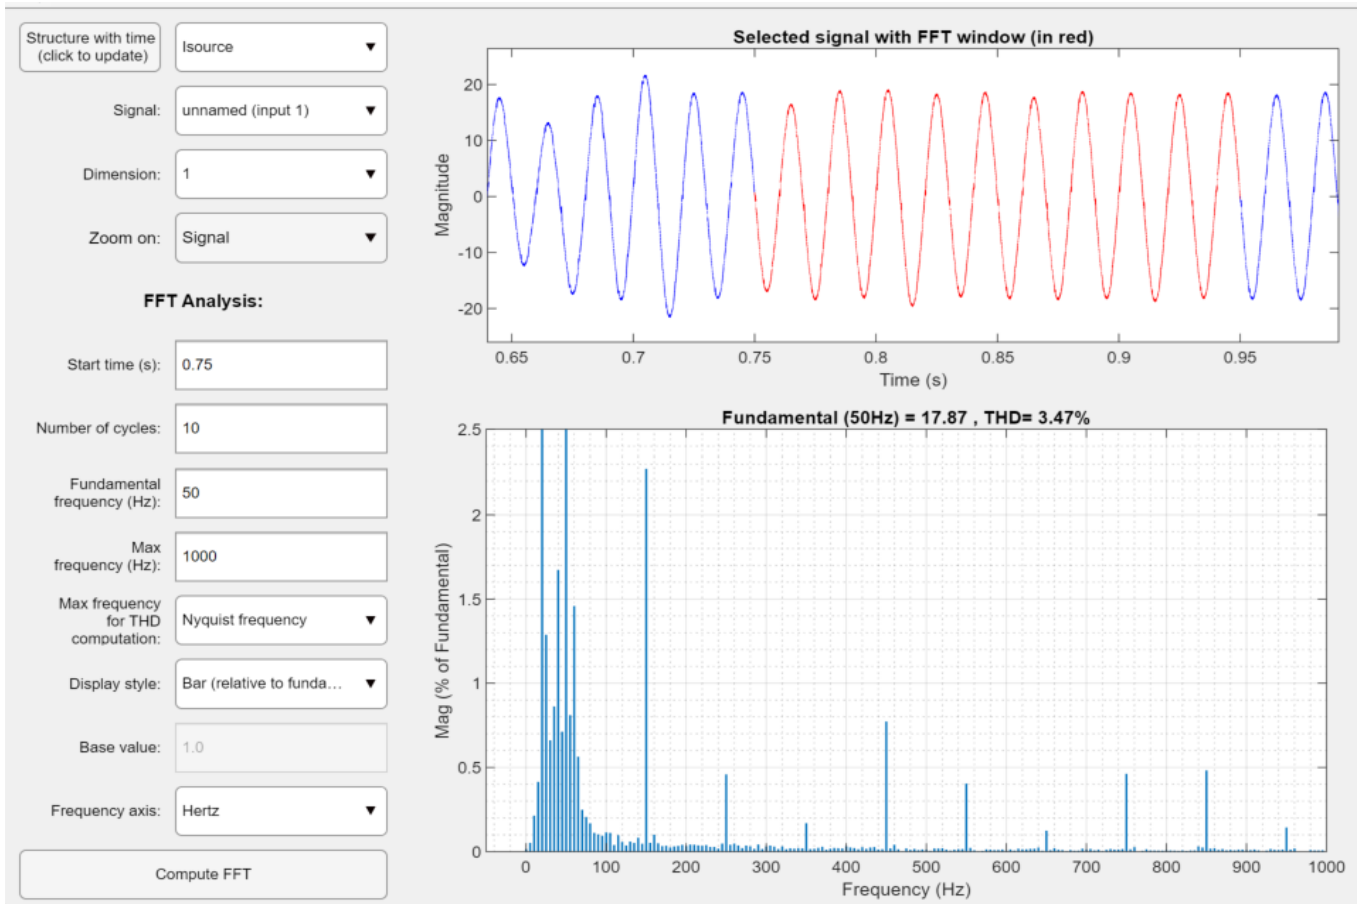 Structure with time
(click to update)
Isource
Signal:
unnamed (input 1)
Dimension:
1
Zoom on:
Signal
FFT Analysis:
Start time (s):
0.75
Number of cycles:
10
Fundamental
frequency (Hz):
50
Max
frequency (Hz):
1000
Max frequency
for THD
computation:
Nyquist frequency
Display style:
Bar (relative to funda...
Base value:
1.0
Frequency axis:
Hertz
Compute FFT
Selected signal with FFT window (in red)
Magnitude
20
10
0
-10
-20
0.65 0.7 0.75 0.8 0.85 0.9 0.95
Time (s)
Fundamental (50Hz) = 17.87 , THD= 3.47%
Mag (% of Fundamental)
2.5
2
1.5
1
0.5
0
0 100 200 300 400 500 600 700 800 900 1000
Frequency (Hz)